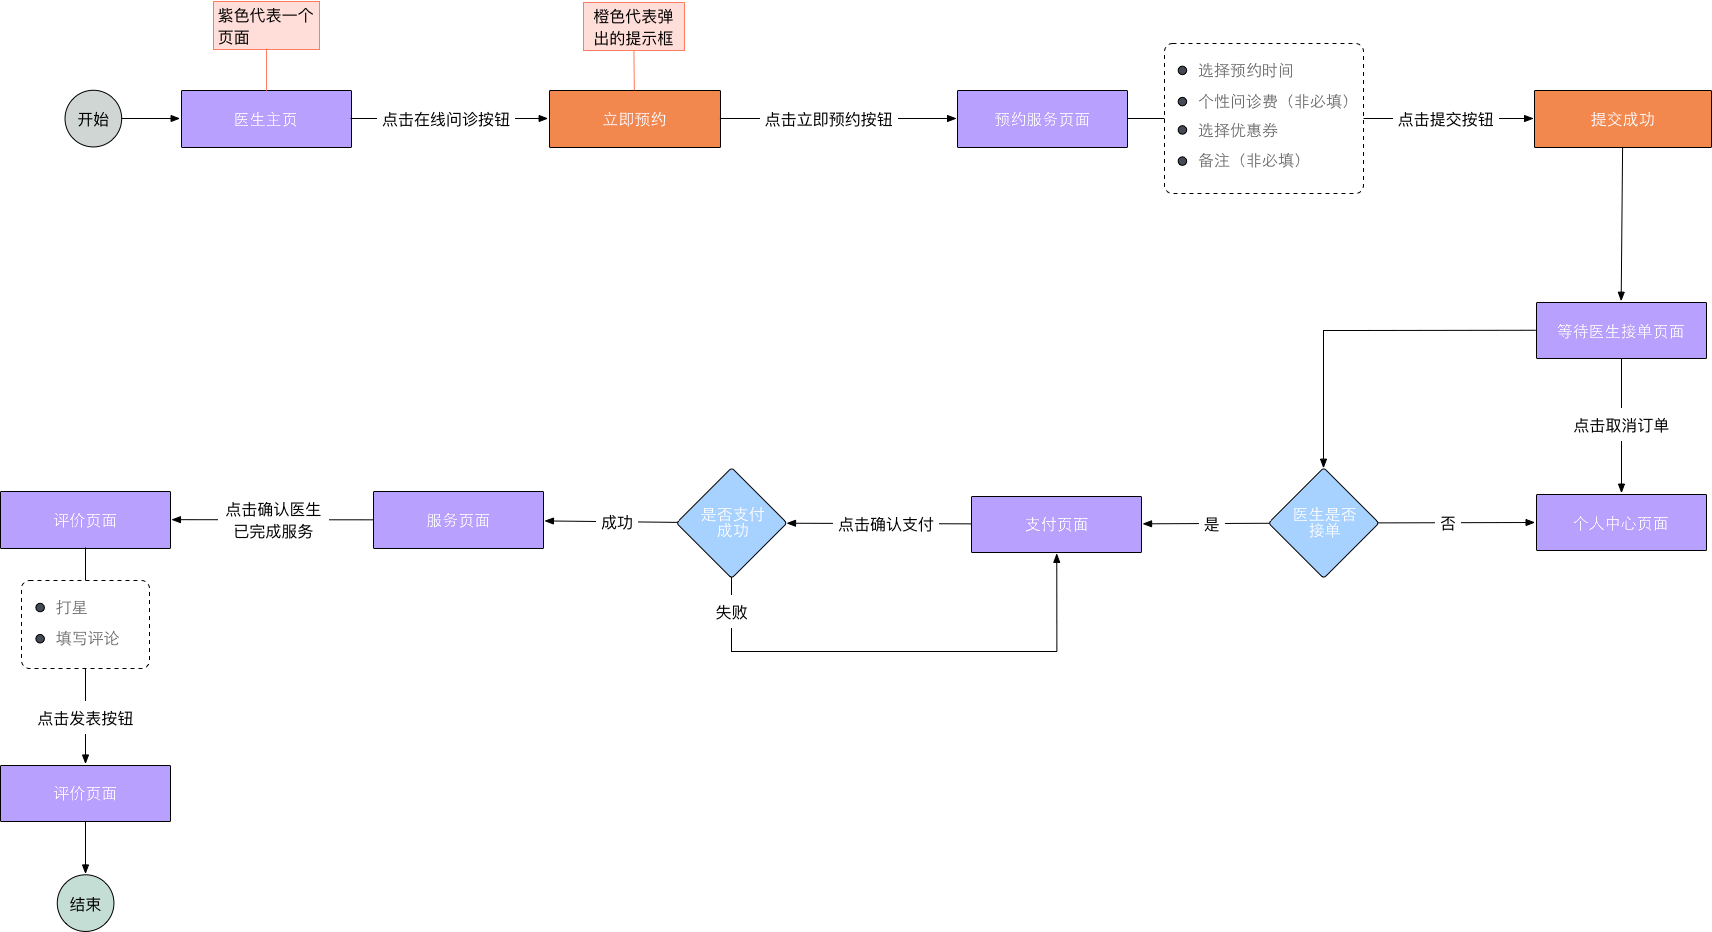 紫色代表一个
页面
橙色代表弹
出的提示框
开始
医生主页
点击在线问诊按钮
立即预约
点击立即预约按钮
预约服务页面
选择预约时间
个性问诊费（非必填）
选择优惠券
备注（非必填）
点击提交按钮
提交成功
等待医生接单页面
点击取消订单
个人中心页面
否
医生是否
接单
是
支付页面
点击确认支付
是否支付
成功
失败
成功
服务页面
点击确认医生
已完成服务
评价页面
打星
填写评论
点击发表按钮
评价页面
结束